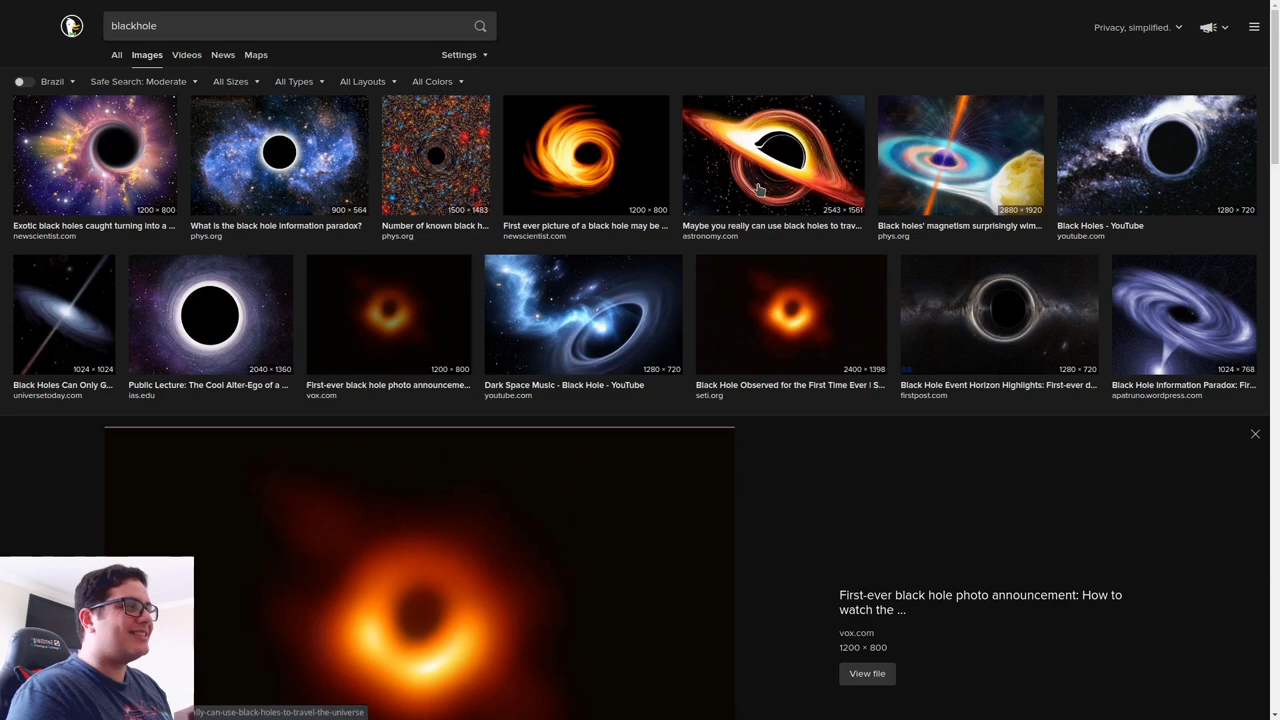 blackhole
Privacy, simplified.
All Images Videos News Maps Settings
Brazil Safe Search: Moderate All Sizes All Types All Layouts All Colors
1200 × 800 900 × 564 1500 × 1483 1200 × 800 2543 × 1561 2880 × 1920 1280 × 720
Exotic black holes caught turning into a ... What is the black hole information paradox? Number of known black h... First ever picture of a black hole may be ... Maybe you really can use black holes to trav... Black holes' magnetism surprisingly wim... Black Holes - YouTube
newscientist.com phys.org phys.org newscientist.com astronomy.com phys.org youtube.com
1024 × 1024 2040 × 1360 1200 × 800 1280 × 720 2400 × 1398 1280 × 720 1024 × 768
Black Holes Can Only G... Public Lecture: The Cool Alter-Ego of a ... First-ever black hole photo announceme... Dark Space Music - Black Hole - YouTube Black Hole Observed for the First TIme Ever | S... Black Hole Event Horizon Highlights: First-ever d... Black Hole Information Paradox: Fir...
universetoday.com ias.edu vox.com youtube.com seti.org firstpost.com apatruno.wordpress.com
First-ever black hole photo announcement: How to
watch the ...
vox.com
1200 × 800
View file
lly-can-use-black-holes-to-travel-the-universe